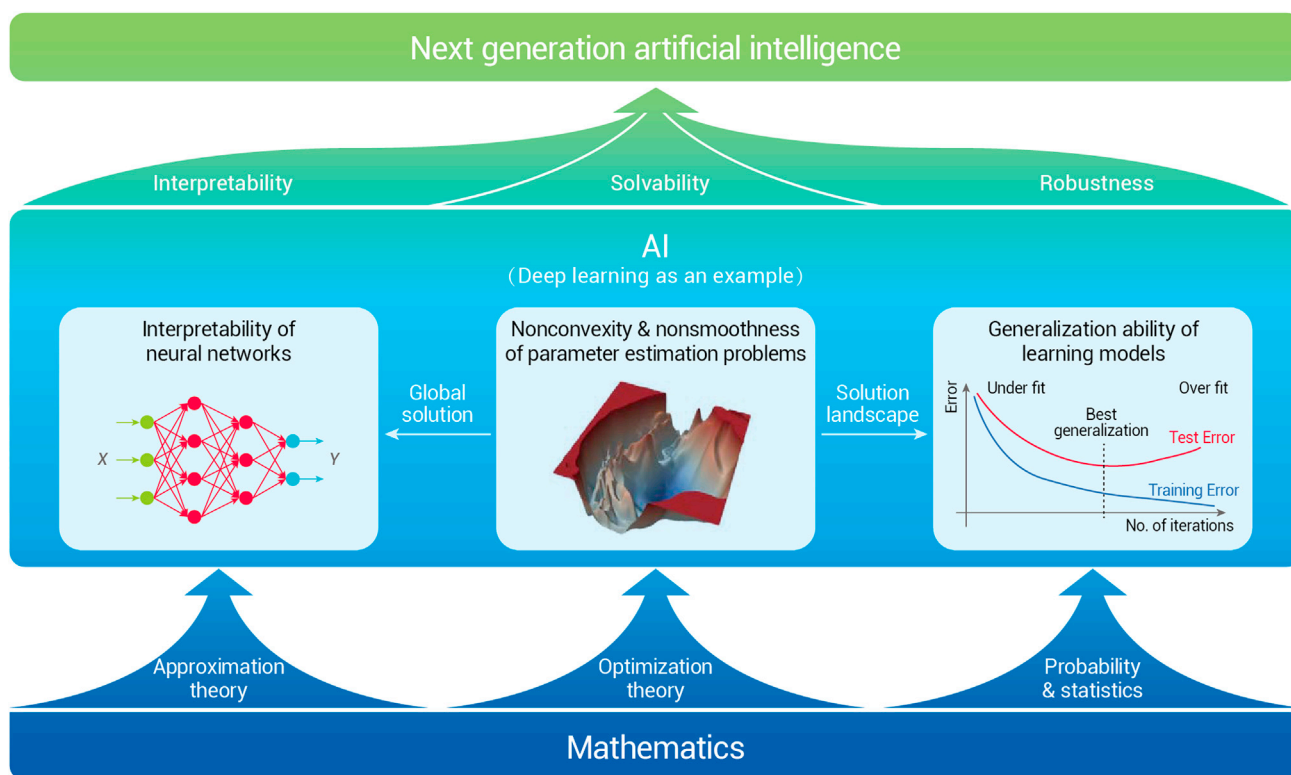 Next generation artificial intelligence
Interpretability
Solvability
Robustness
AI
(Deep learning as an example)
Interpretability of
neural networks
X
Y
Global
solution
Nonconvexity & nonsmoothness
of parameter estimation problems
Solution
landscape
Generalization ability of
learning models
Error
Under fit
Over fit
Best
generalization
Test Error
Training Error
No. of iterations
Approximation
theory
Optimization
theory
Probability
& statistics
Mathematics